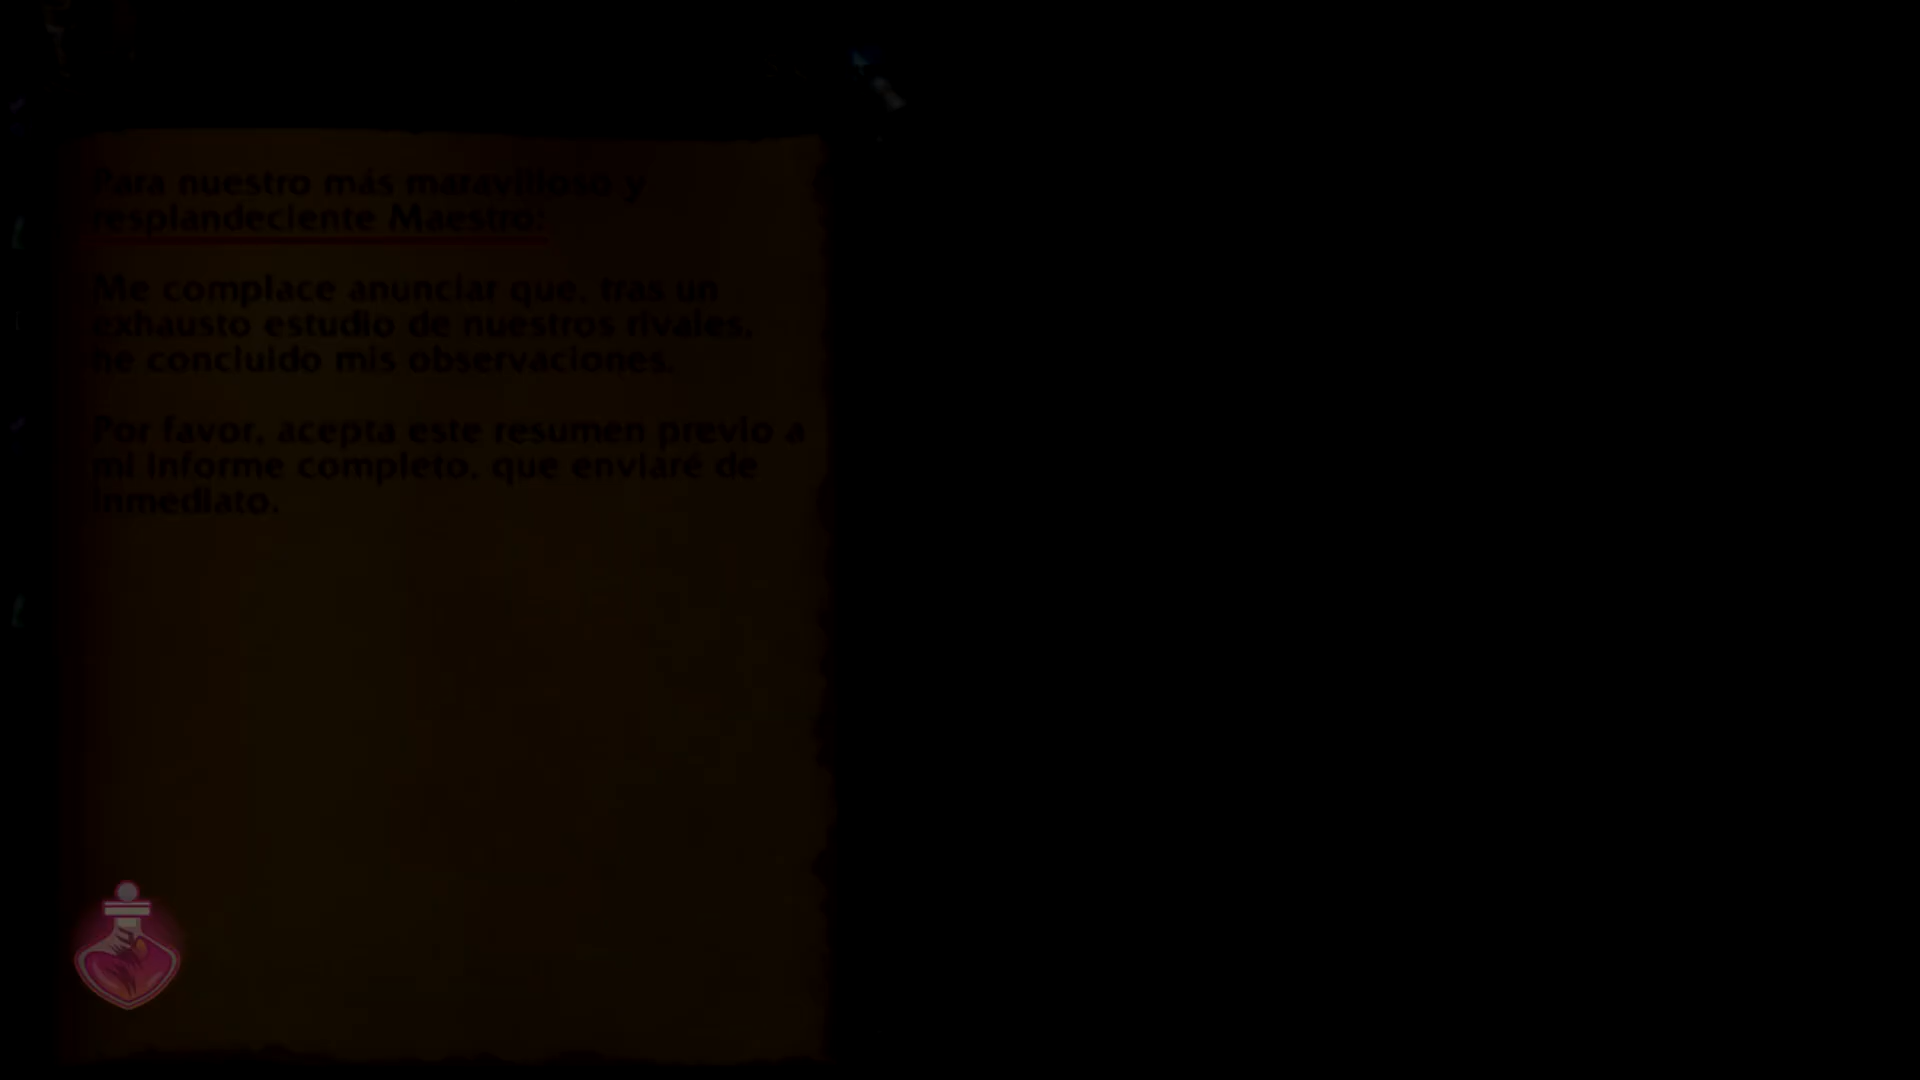 Para nuestro más maravilloso y
resplandeciente Maestro:
Me complace anunciar que, tras un
exhausto estudio de nuestros rivales,
he concluido mis observaciones.
Por favor, acepta este resumen previo a
mi informe completo, que enviaré de
inmediato.